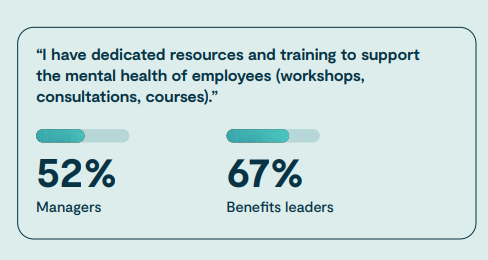 “I have dedicated resources and training to support
the mental health of employees (workshops,
consultations, courses).”
52%
67%
Managers
Benefits leaders